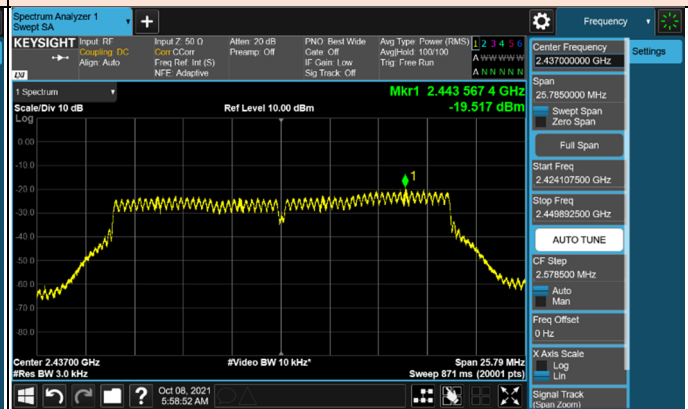 Spectrum Analyzer 1
Swept SA
+
Frequency
KEYSIGHT
Input: RF
Coupling: DC
Align: Auto
Input Z: 50 Ω
Corr CCorr
Freq Ref: Int (S)
NFE: Adaptive
Atten: 20 dB
Preamp: Off
PNO: Best Wide
Gate: Off
IF Gain: Low
Sig Track: Off
Avg Type: Power (RMS)
Avg|Hold: 100/100
Trig: Free Run
1 2 3 4 5 6
A W W W W W
A N N N N N
LXI
1 Spectrum
Scale/Div 10 dB
Log
Ref Level 10.00 dBm
Mkr1 2.443 567 4 GHz
-19.517 dBm
1
0.00
-10.0
-20.0
-30.0
-40.0
-50.0
-60.0
-70.0
-80.0
Center 2.43700 GHz
#Res BW 3.0 kHz
#Video BW 10 kHz*
Span 25.79 MHz
Sweep 871 ms (20001 pts)
?
Oct 08, 2021
5:58:52 AM
Center Frequency
2.437000000 GHz
Span
25.7850000 MHz
Swept Span
Zero Span
Full Span
Start Freq
2.424107500 GHz
Stop Freq
2.449892500 GHz
AUTO TUNE
CF Step
2.578500 MHz
Auto
Man
Freq Offset
0 Hz
X Axis Scale
Log
Lin
Signal Track
(Span Zoom)
Settings